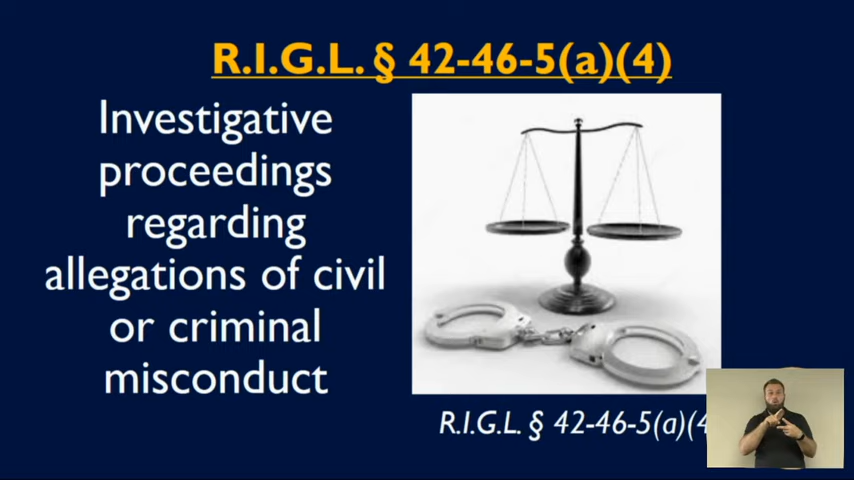 R.I.G.L. § 42-46-5(a)(4)
Investigative
proceedings
regarding
allegations of civil
or criminal
misconduct
R.I.G.L. § 42-46-5(a)(4